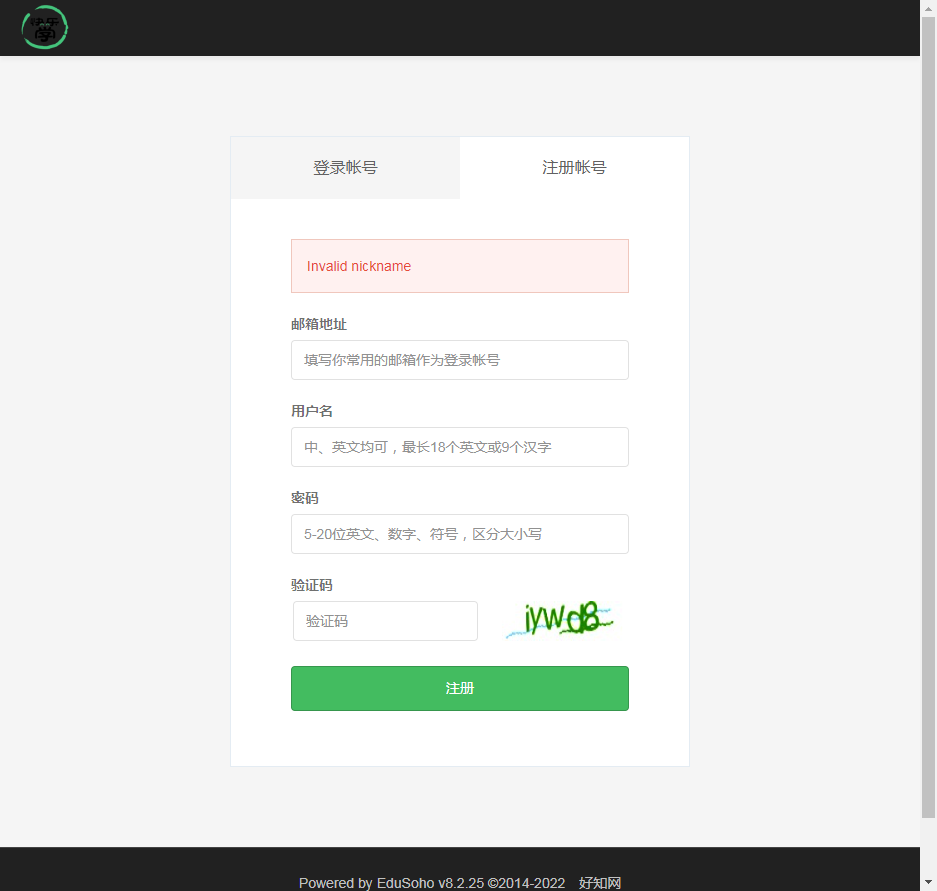 快乐
学
登录帐号
注册帐号
Invalid nickname
邮箱地址
填写你常用的邮箱作为登录帐号
用户名
中、英文均可，最长18个英文或9个汉字
密码
5-20位英文、数字、符号，区分大小写
验证码
验证码
iywd8
注册
Powered by EduSoho v8.2.25 ©2014-2022 好知网